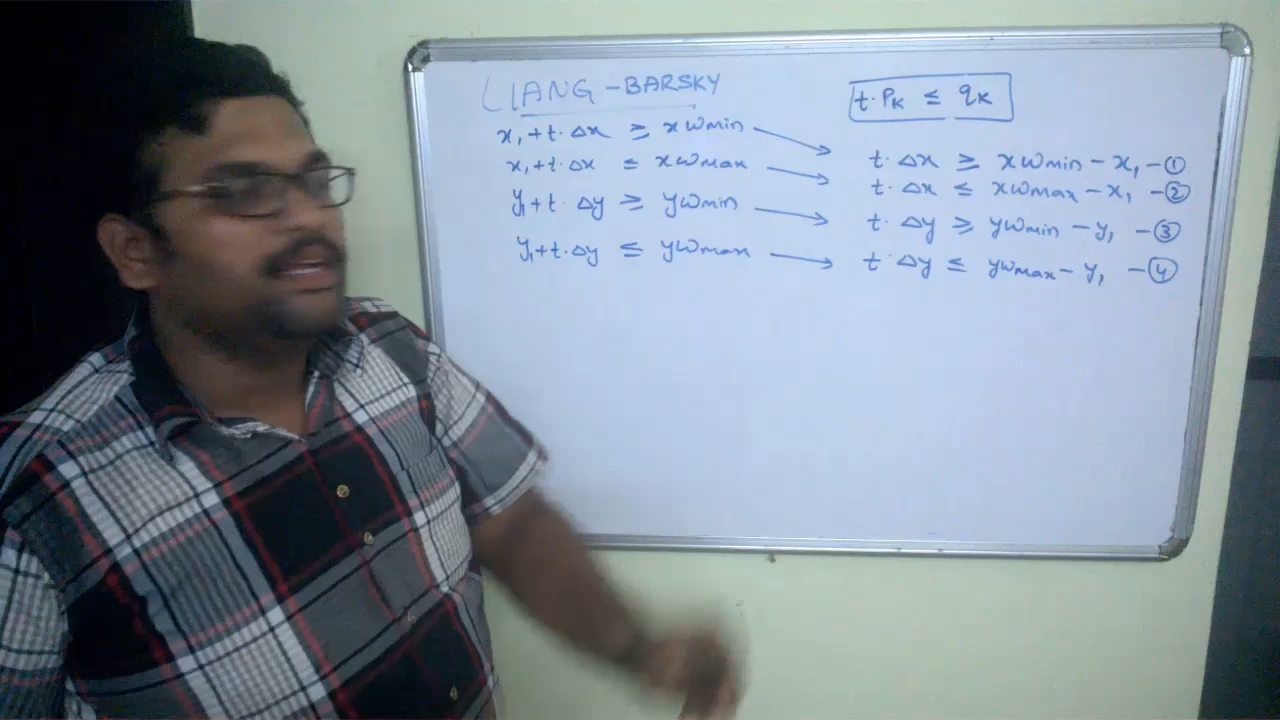 LIANG-BARSKY
t. Pk ≤ qk
x₁+t.Δx ≥ xwmin
x₁+t.Δx ≤ xwmax
y₁+t.Δy ≥ ywmin
y₁+t.Δy ≤ ywmax
t.Δx ≥ xwmin-x₁ -①
t.Δx ≤ xwmax-x₁ -②
t.Δy ≥ ywmin-y₁ -③
t.Δy ≤ ywmax-y₁ -④